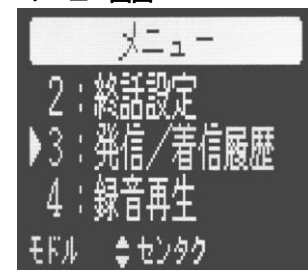 メニュー
2:終話設定
▶3:発信/着信履歴
4:録音再生
モドル ◆センタク